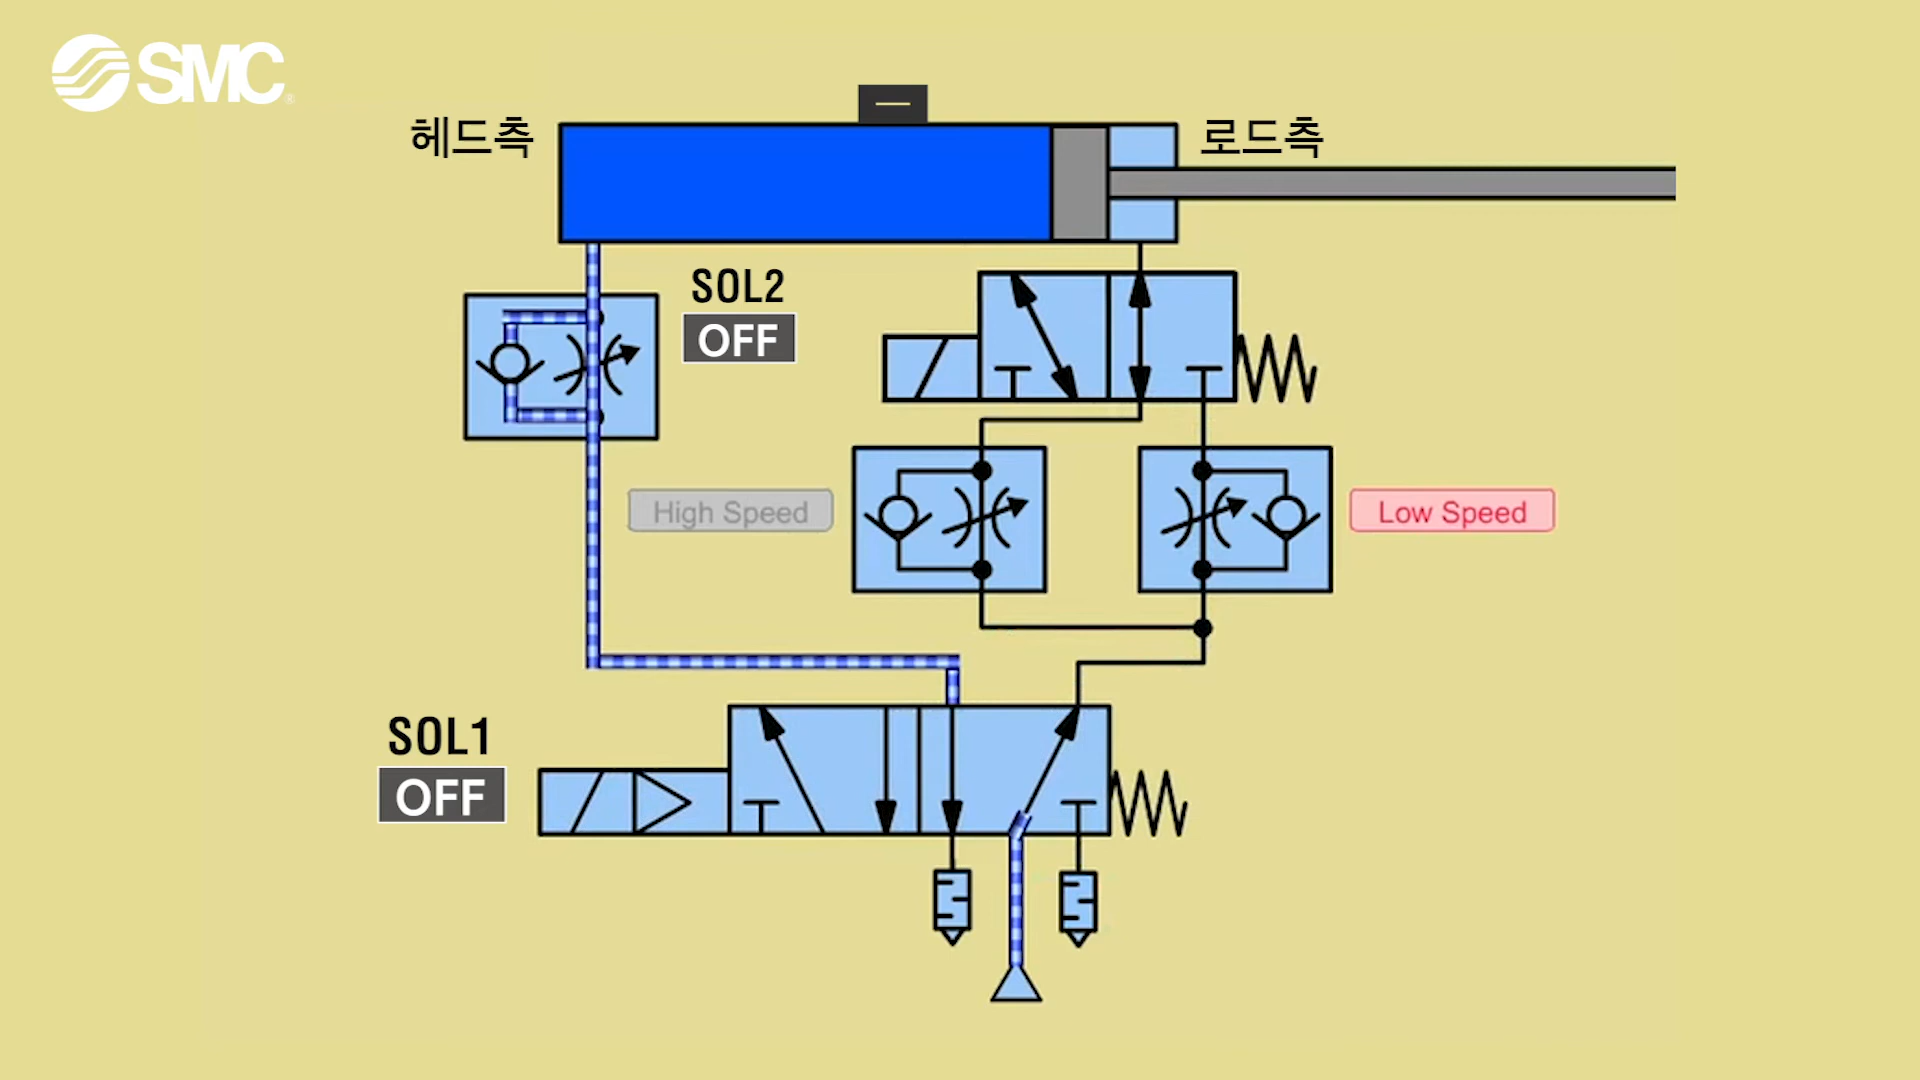 SMC
헤드측
로드측
SOL2
OFF
High Speed
Low Speed
SOL1
OFF